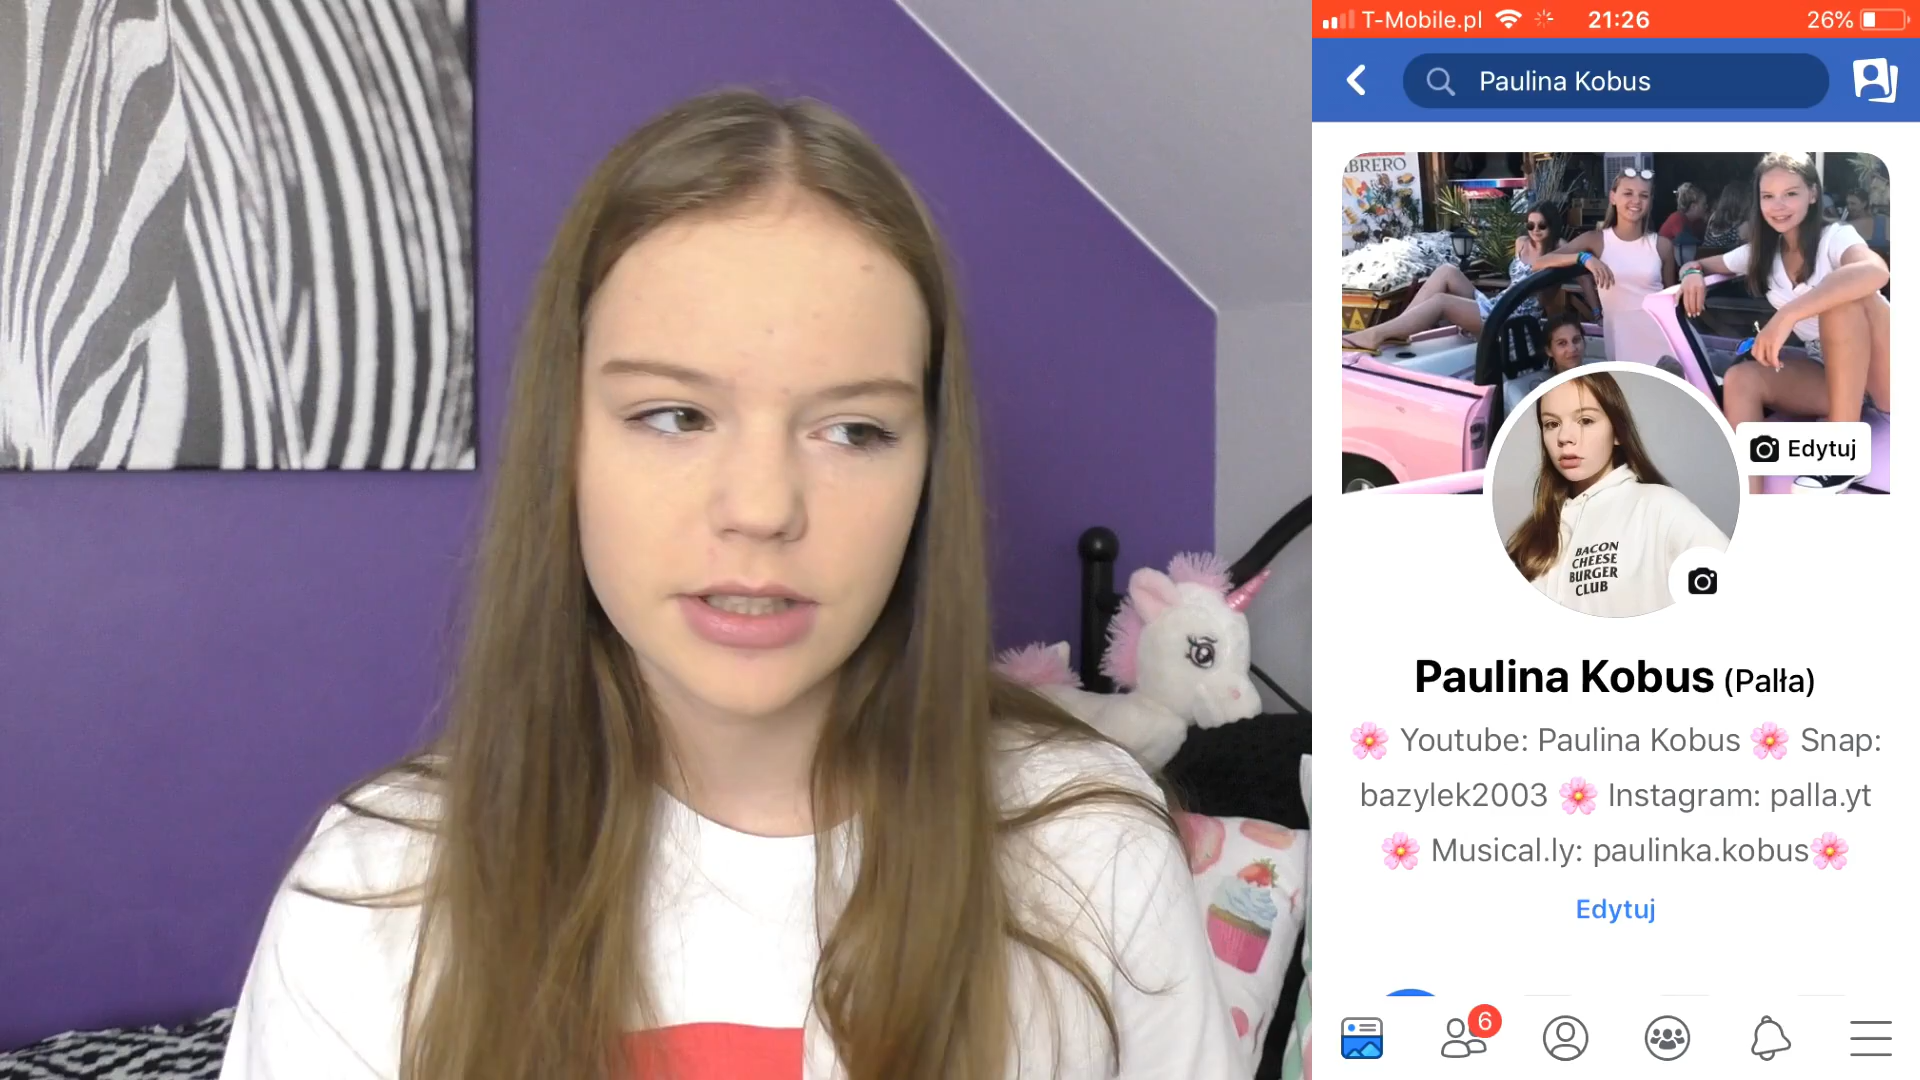 T-Mobile.pl 21:26 26%
Paulina Kobus
BRERO
Edytuj
BACON
CHEESE
BURGER
CLUB
Paulina Kobus (Palła)
🌸 Youtube: Paulina Kobus 🌸 Snap:
bazylek2003 🌸 Instagram: palla.yt
🌸 Musical.ly: paulinka.kobus🌸
Edytuj
6